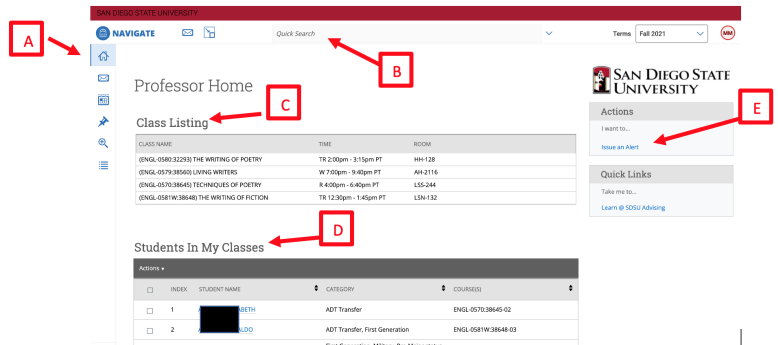 SAN DIEGO STATE UNIVERSITY
NAVIGATE Quick Search Terms Fall 2021 MM
A
B
Professor Home
SAN DIEGO STATE
UNIVERSITY
C
E
Actions
Class Listing
I want to...
CLASS NAME TIME ROOM
Issue an Alert
(ENGL-0580:32293) THE WRITING OF POETRY TR 2:00pm - 3:15pm PT HH-128
(ENGL-0579:38560) LIVING WRITERS W 7:00pm - 9:40pm PT AH-2116
Quick Links
(ENGL-0570:38645) TECHNIQUES OF POETRY R 4:00pm - 6:40pm PT LSS-244
Take me to...
(ENGL-0581W:38648) THE WRITING OF FICTION TR 12:30pm - 1:45pm PT LSN-132
Learn @ SDSU Advising
D
Students In My Classes
Actions
INDEX STUDENT NAME CATEGORY COURSE(S)
1 ABETH ADT Transfer ENGL-0570:38645-02
2 ALDO ADT Transfer, First Generation ENGL-0581W:38648-03